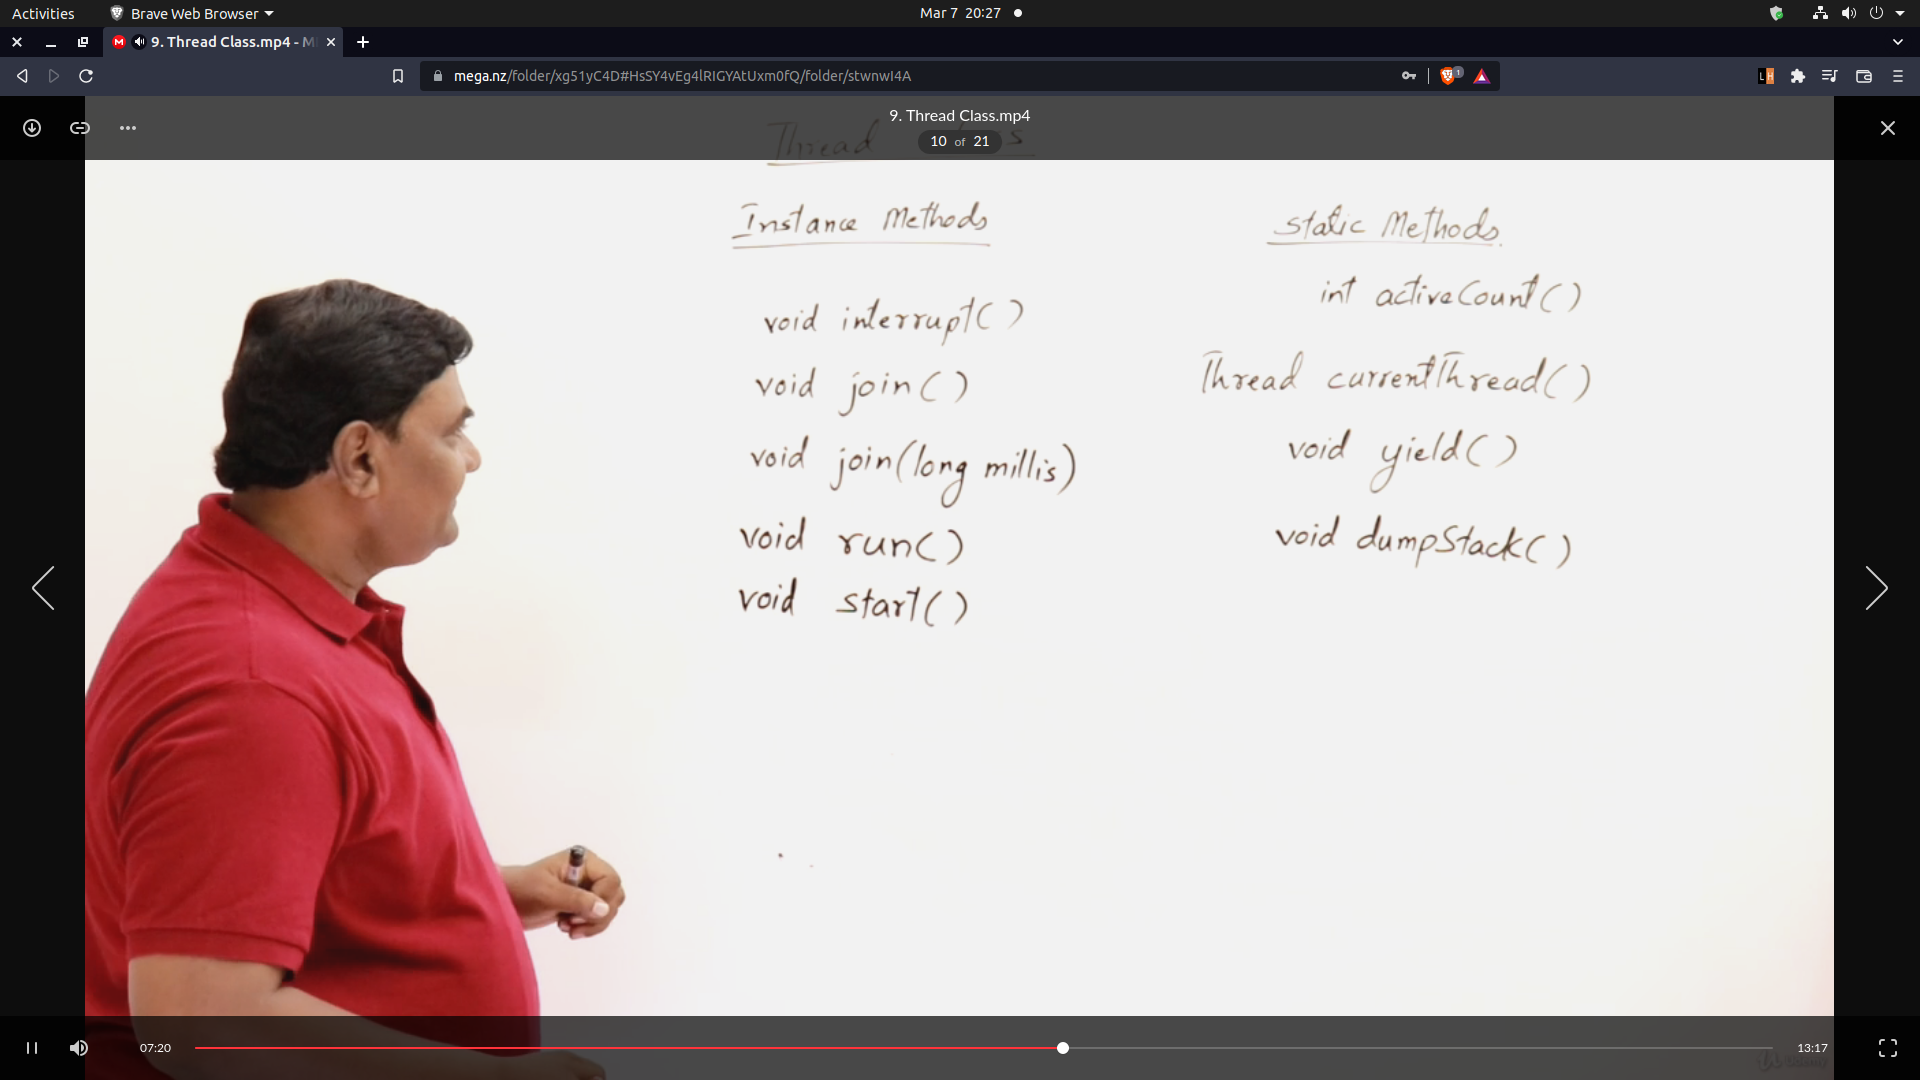 Activities
Brave Web Browser
Mar 7 20:27
9. Thread Class.mp4 - M
mega.nz/folder/xg51yC4D#HsSY4vEg4lRIGYAtUxm0fQ/folder/stwnwI4A
1
LH
9. Thread Class.mp4
10 of 21
Thread
Instance Methods
void interrupt()
void join()
void join(long millis)
void run()
void start()
Static Methods.
int activeCount()
Thread currentThread()
void yield()
void dumpStack()
07:20
13:17